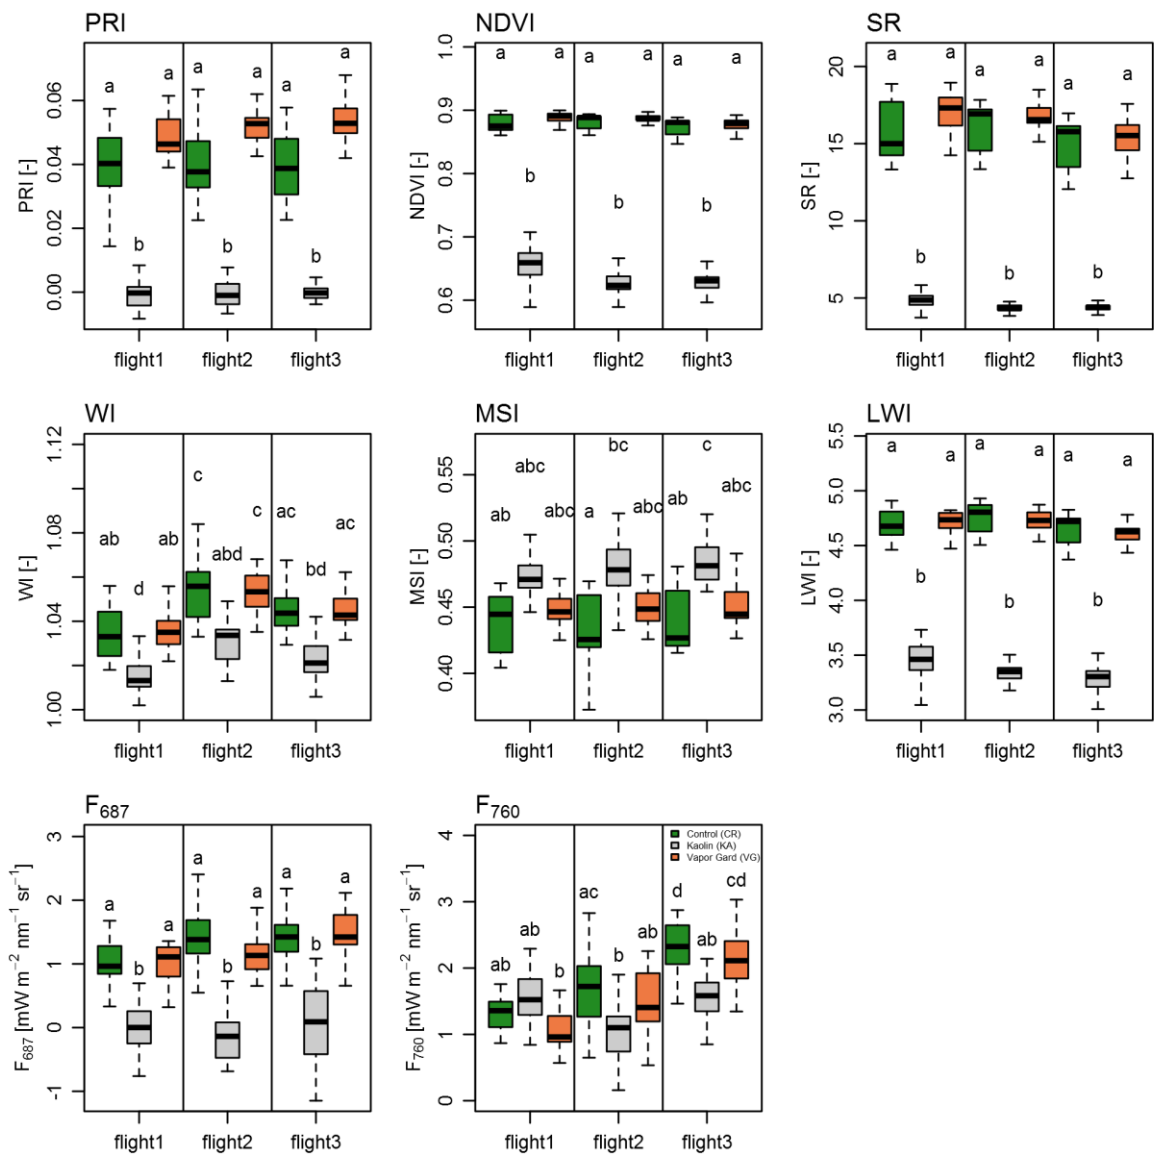 PRI
NDVI
SR
PRI [-]
0.06
0.04
0.02
0.00
a a a a a a
b b b
flight1 flight2 flight3
NDVI [-]
1.0
0.9
0.8
0.7
0.6
a a a a a a
b b b
flight1 flight2 flight3
SR [-]
20
15
10
5
a a a a a a
b b b
flight1 flight2 flight3
WI
MSI
LWI
WI [-]
1.12
1.08
1.04
1.00
ab d ab c abd c ac bd ac
flight1 flight2 flight3
MSI [-]
0.55
0.50
0.45
0.40
ab abc abc a bc abc ab c abc
flight1 flight2 flight3
LWI [-]
5.5
5.0
4.5
4.0
3.5
3.0
a b a a b a a b a
flight1 flight2 flight3
F687
F760
F687 [mW m−2 nm−1 sr−1]
3
2
1
0
-1
a b a a b a a b a
flight1 flight2 flight3
F760 [mW m−2 nm−1 sr−1]
4
3
2
1
0
Control (CR)
Kaolin (KA)
Vapor Gard (VG)
ab ab b ac b ab d ab cd
flight1 flight2 flight3